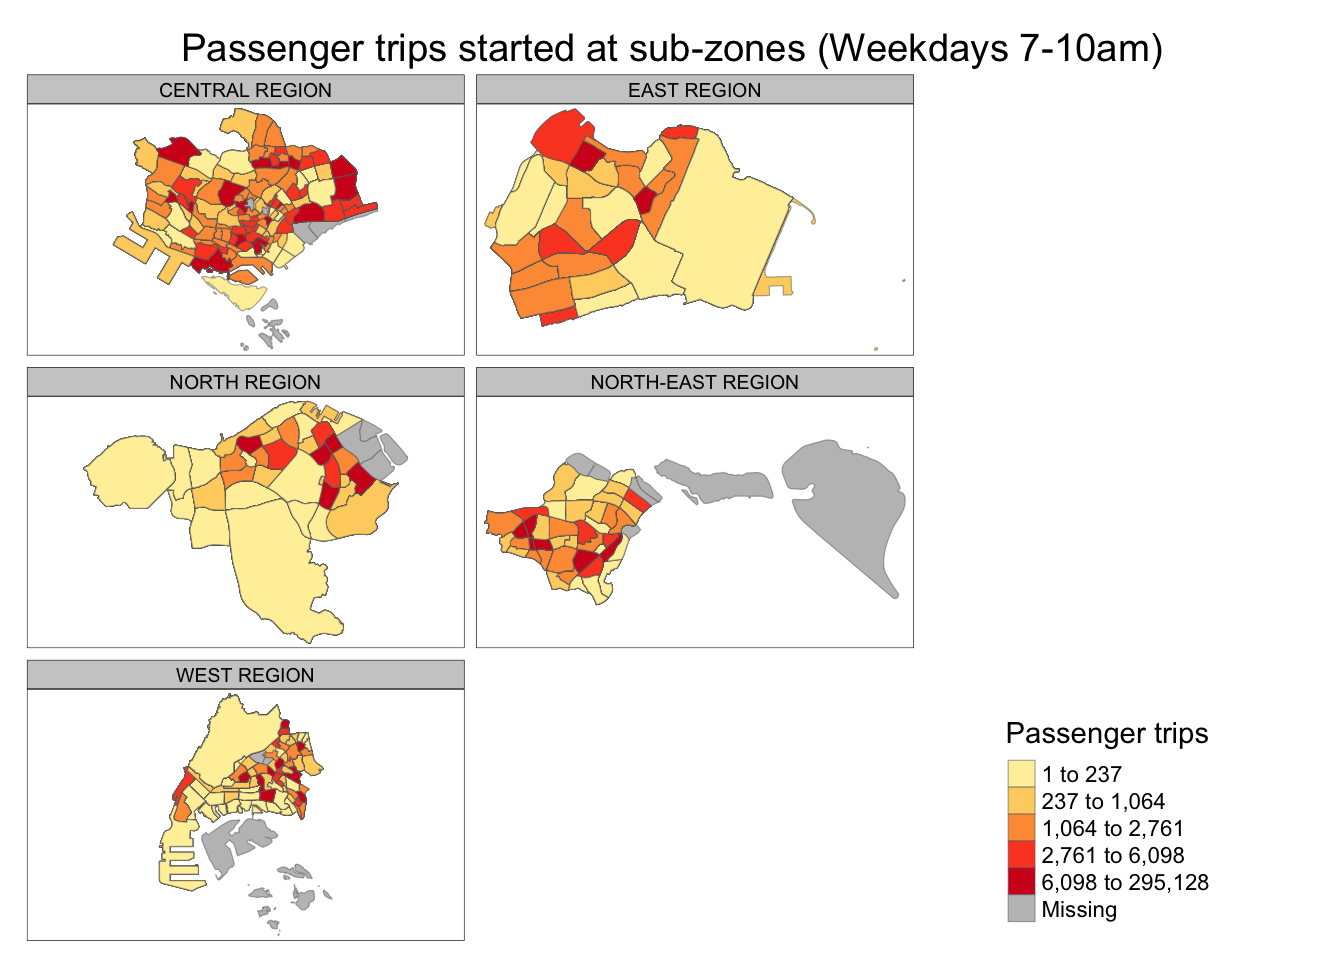 Passenger trips started at sub-zones (Weekdays 7-10am)
CENTRAL REGION
EAST REGION
NORTH REGION
NORTH-EAST REGION
WEST REGION
Passenger trips
1 to 237
237 to 1,064
1,064 to 2,761
2,761 to 6,098
6,098 to 295,128
Missing